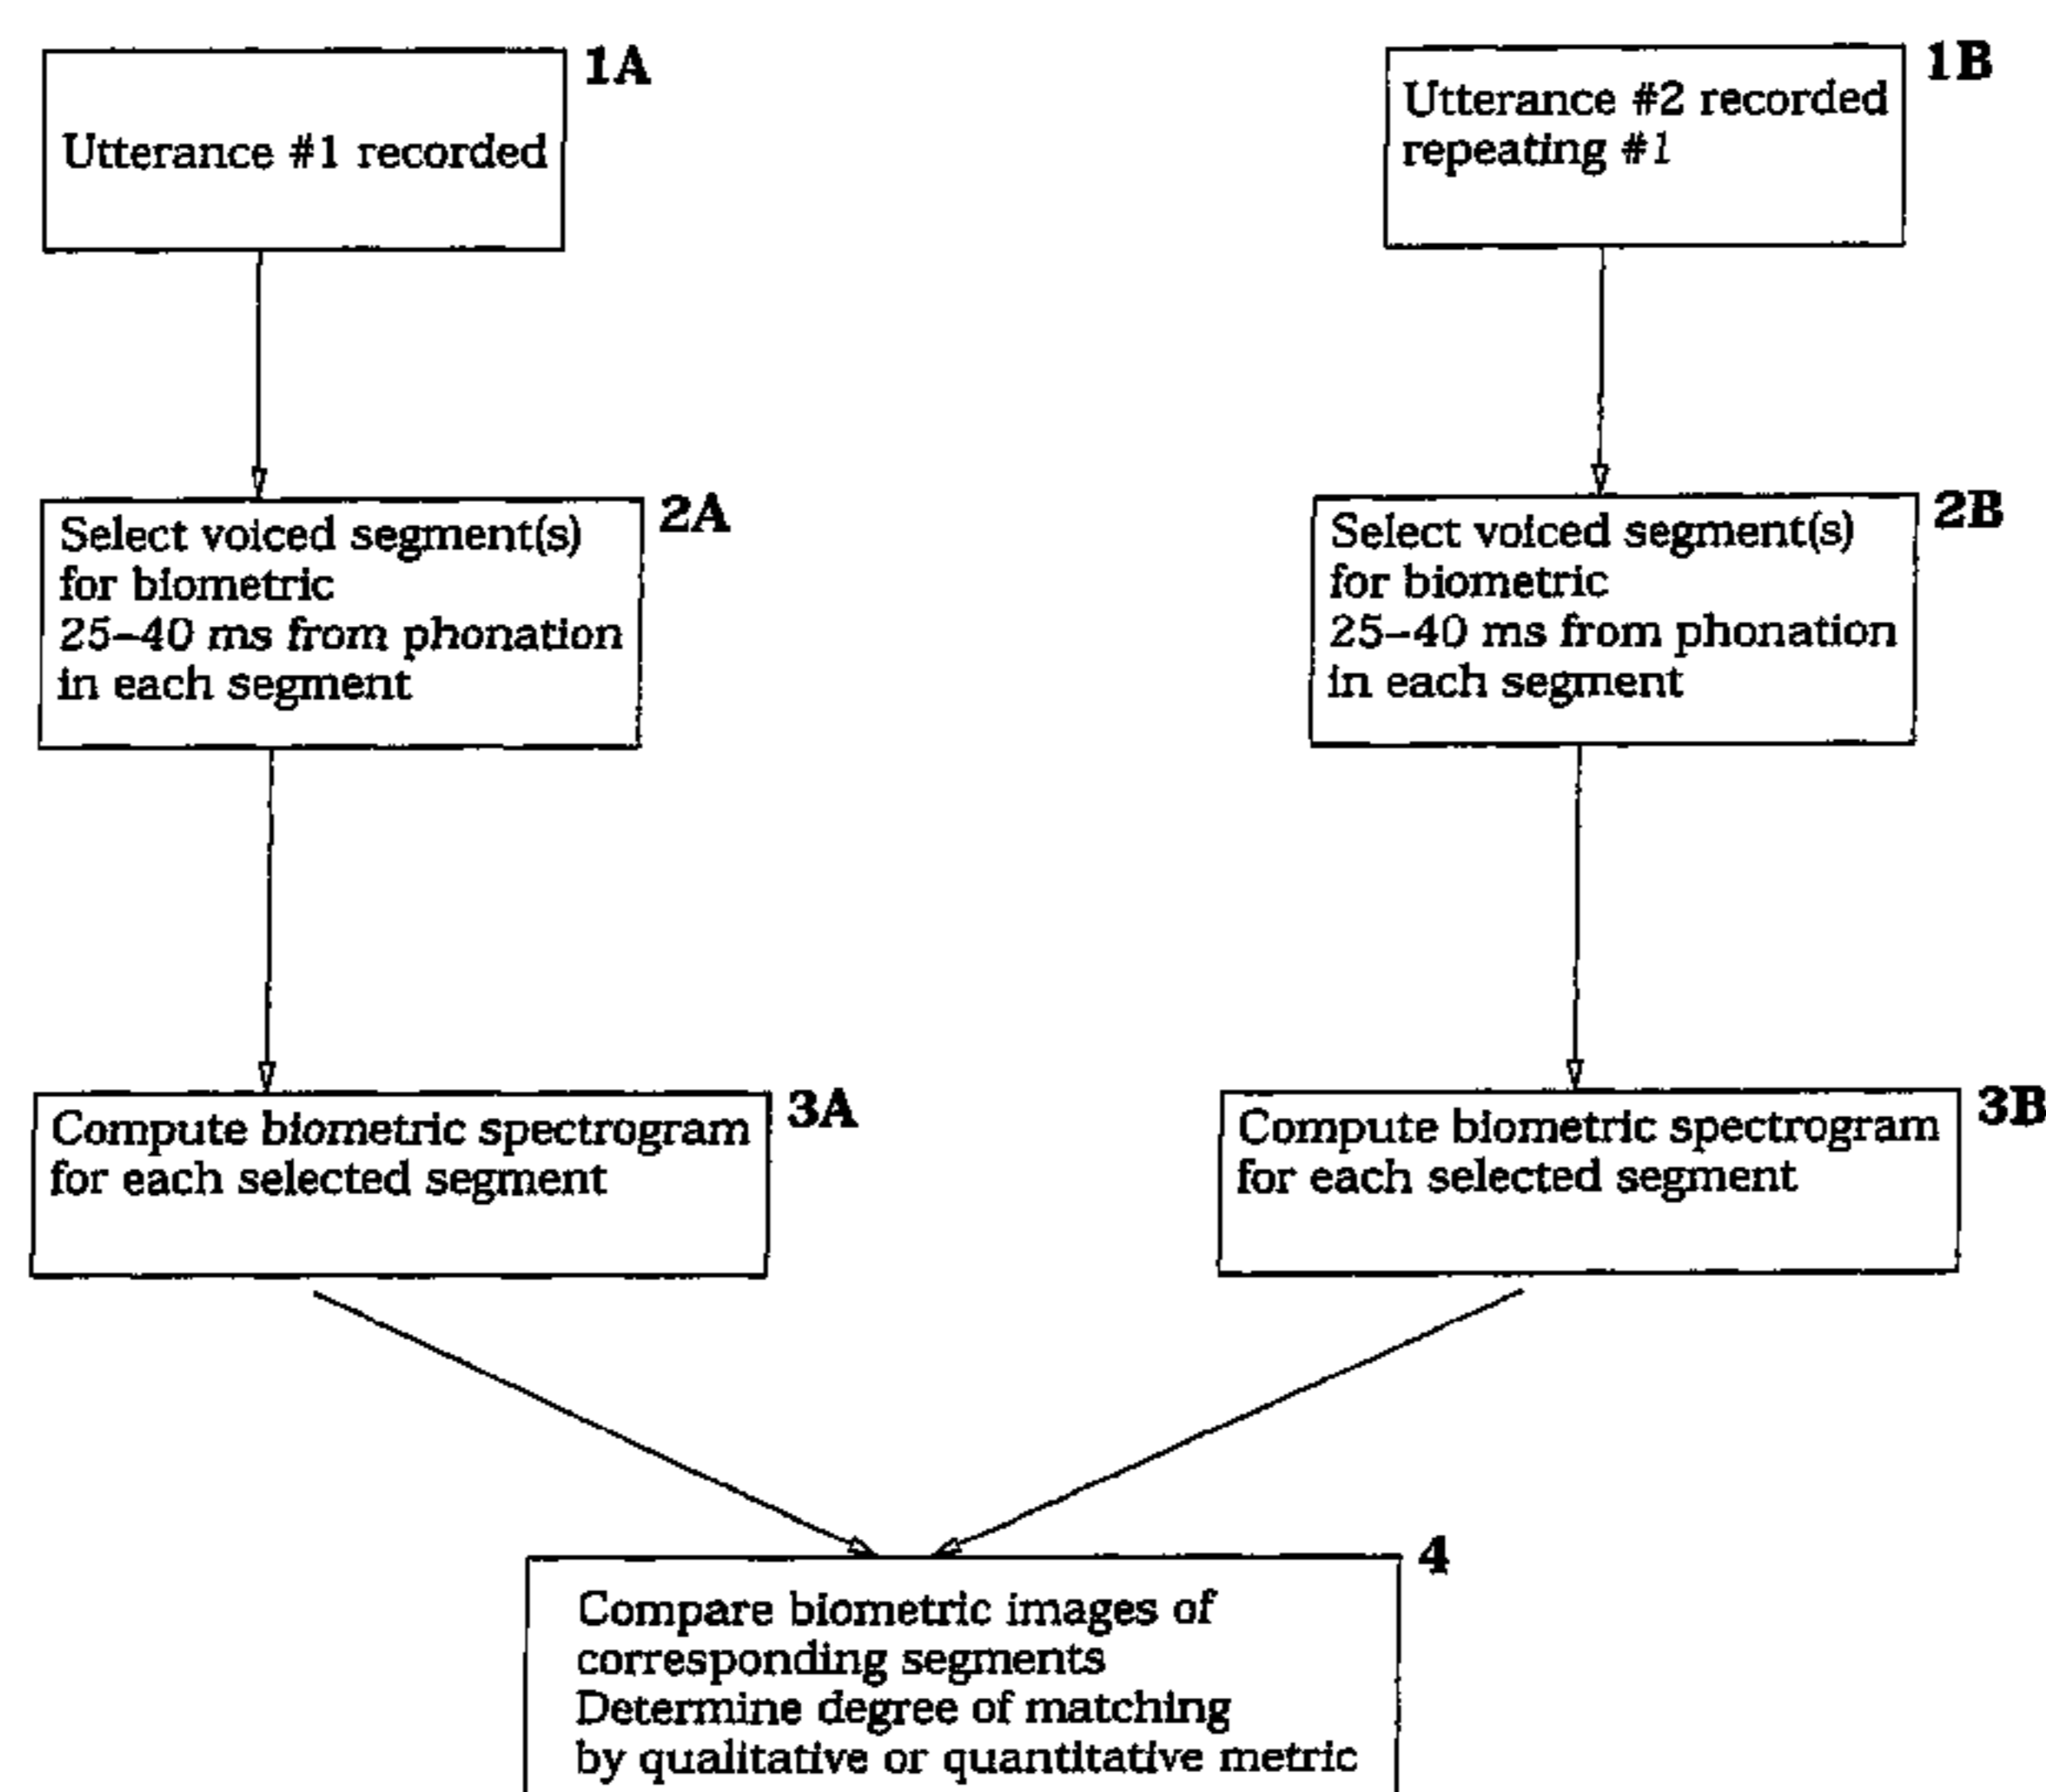 1A
Utterance #1 recorded
1B
Utterance #2 recorded
repeating #1
2A
Select voiced segment(s)
for biometric
25–40 ms from phonation
in each segment
2B
Select voiced segment(s)
for biometric
25–40 ms from phonation
in each segment
3A
Compute biometric spectrogram
for each selected segment
3B
Compute biometric spectrogram
for each selected segment
4
Compare biometric images of
corresponding segments
Determine degree of matching
by qualitative or quantitative metric